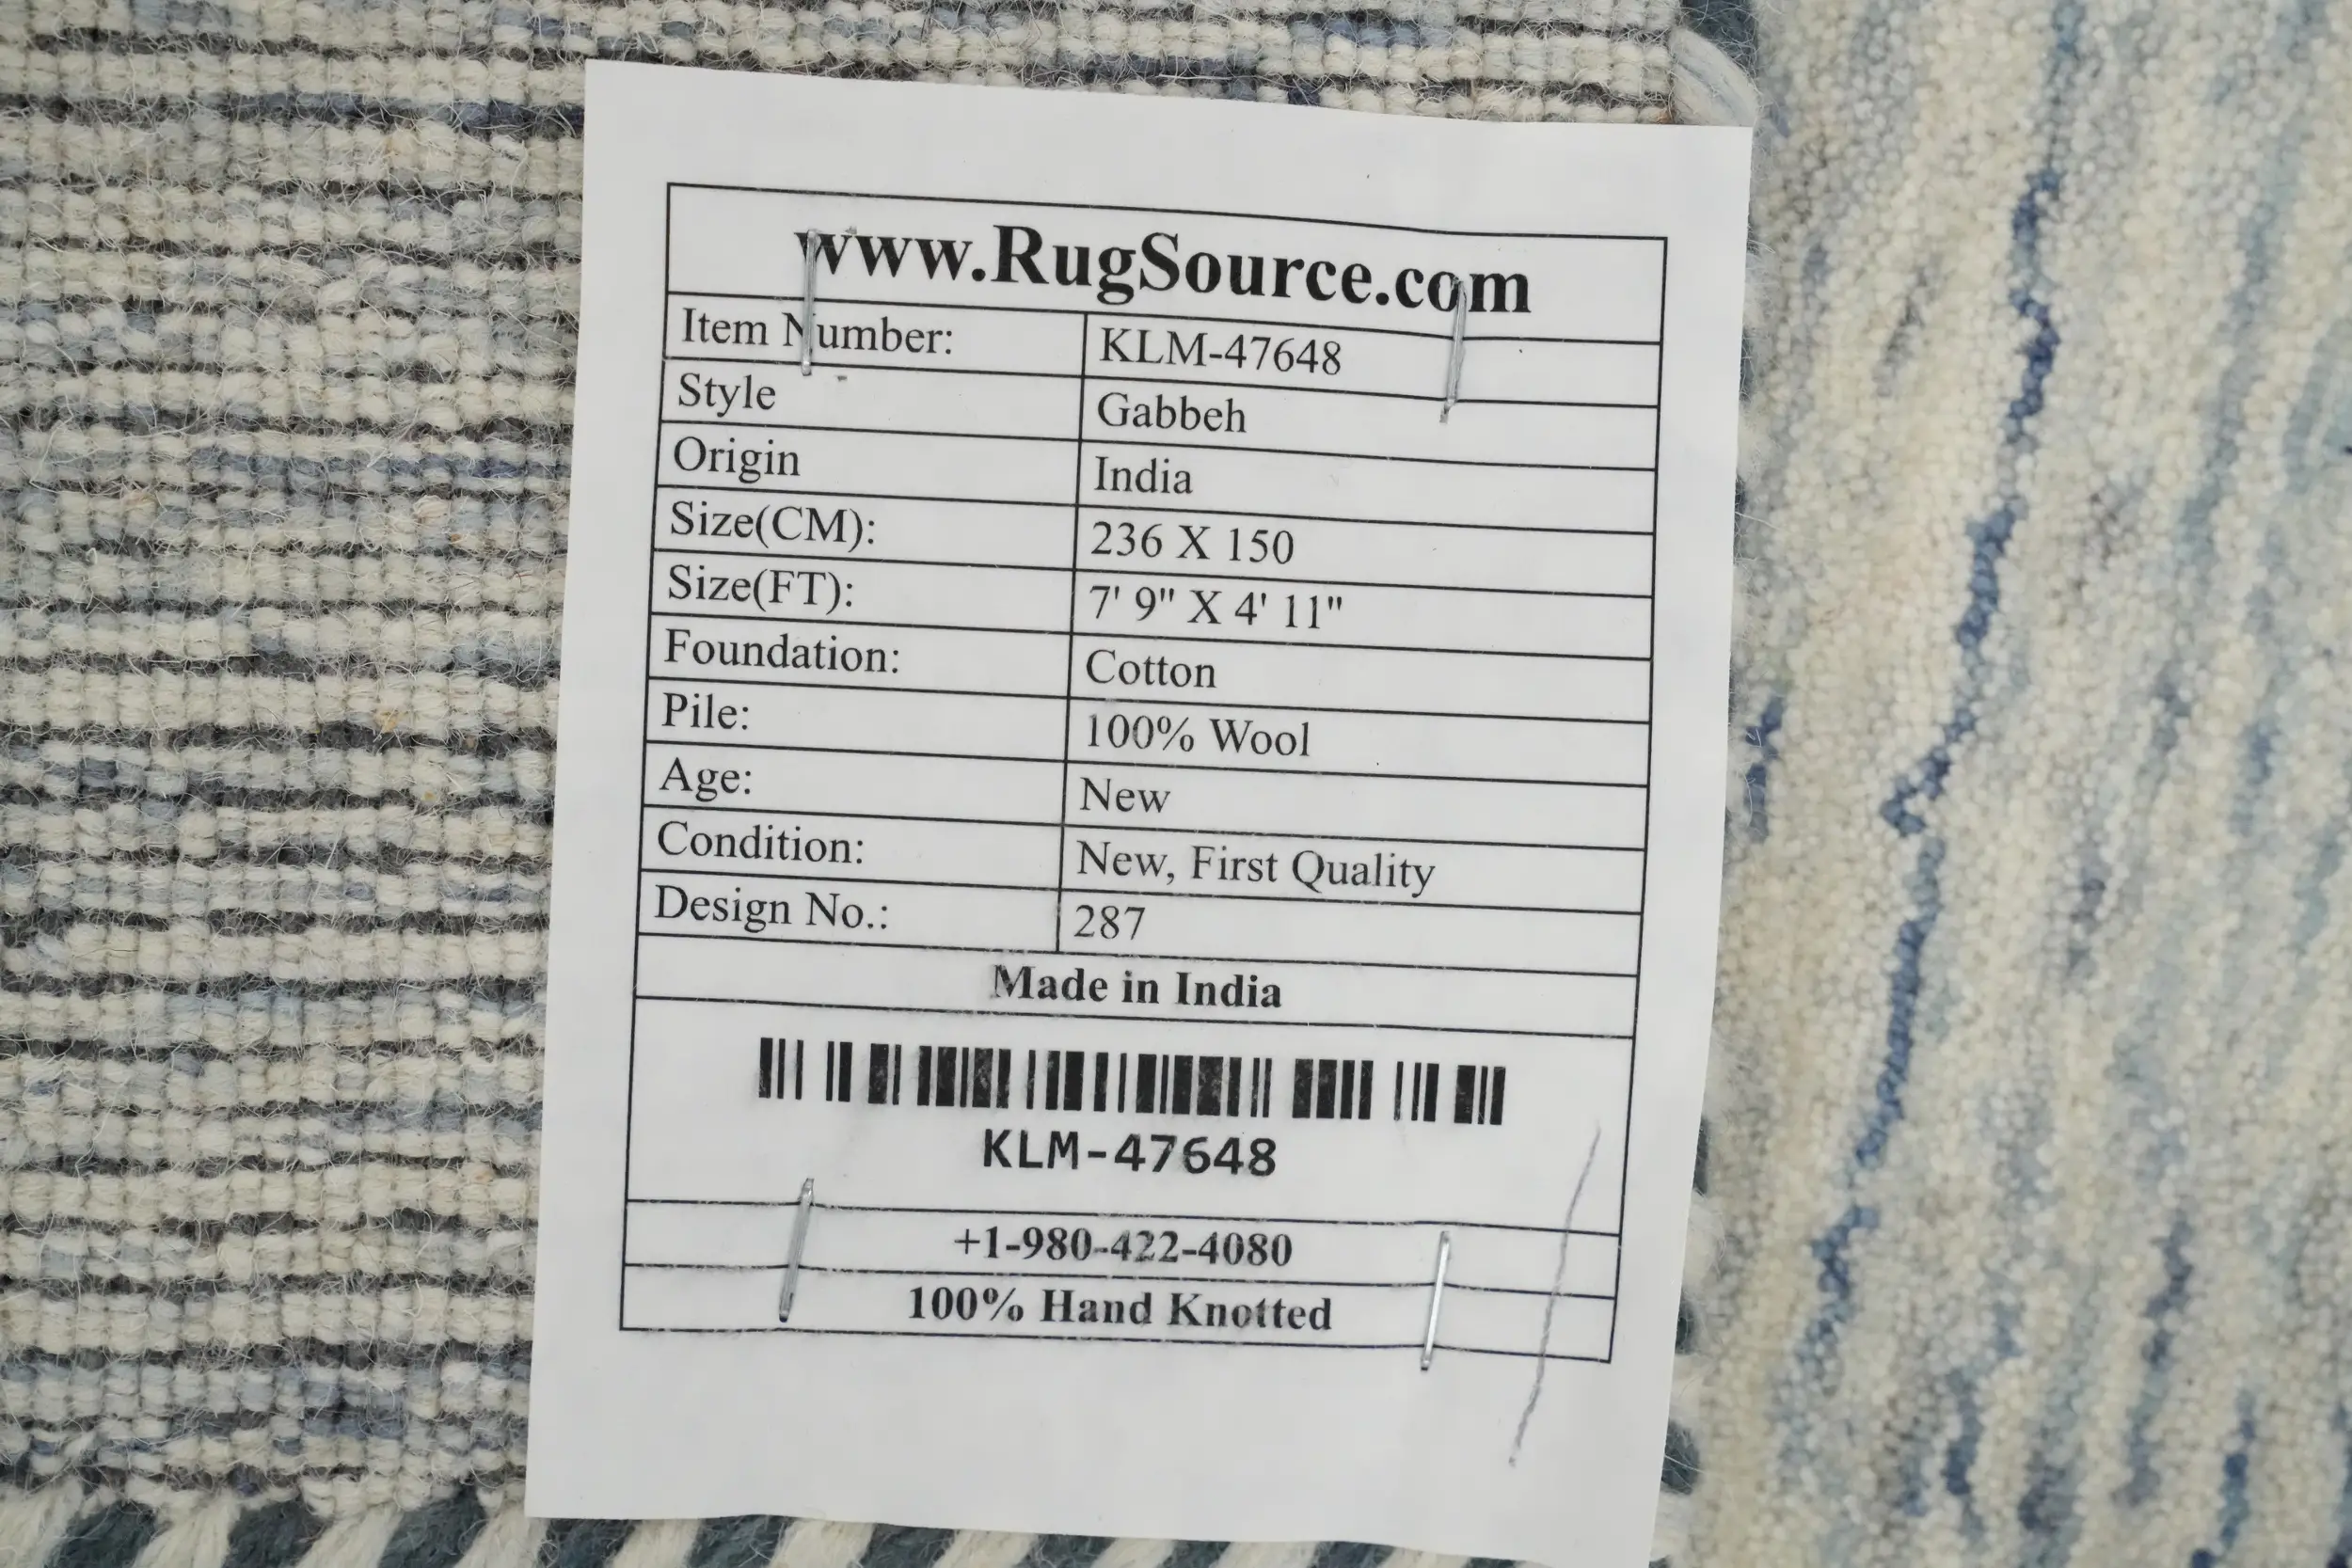 www.RugSource.com
Item Number: KLM-47648
Style Gabbeh
Origin India
Size(CM): 236 X 150
Size(FT): 7' 9" X 4' 11"
Foundation: Cotton
Pile: 100% Wool
Age: New
Condition: New, First Quality
Design No.: 287
Made in India
KLM-47648
+1-980-422-4080
100% Hand Knotted